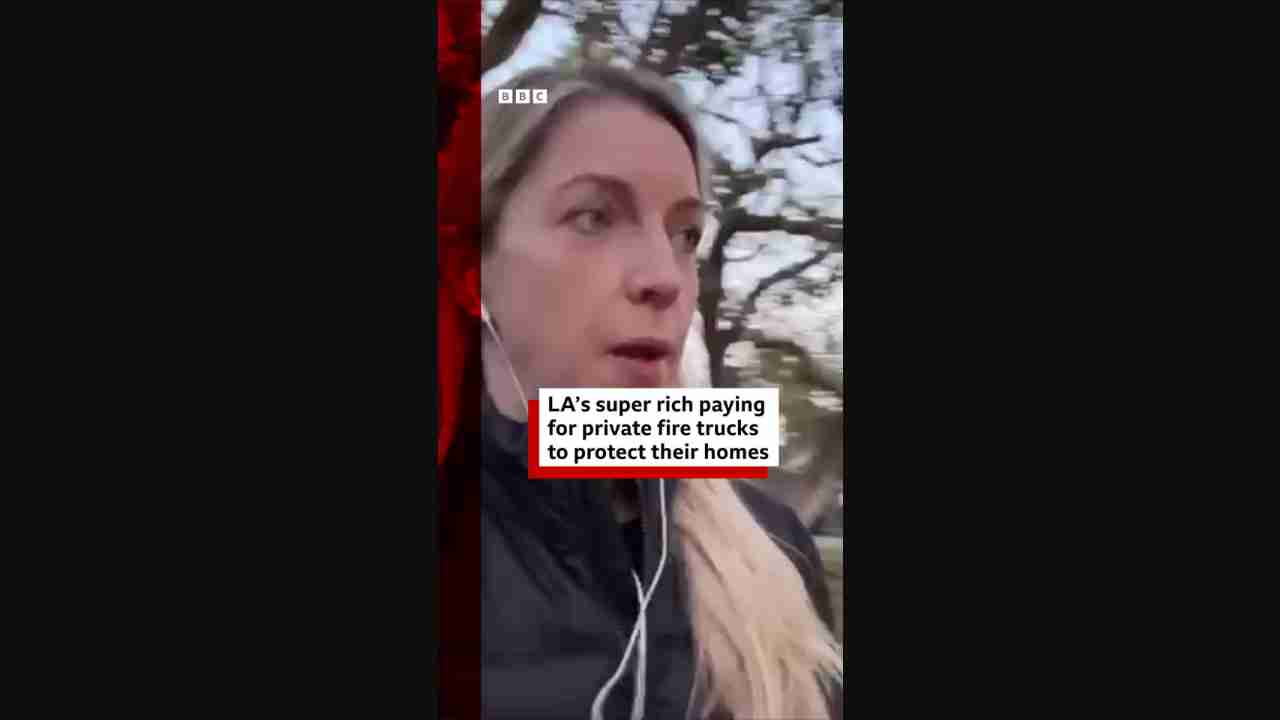 BBC
LA's super rich paying
for private fire trucks
to protect their homes